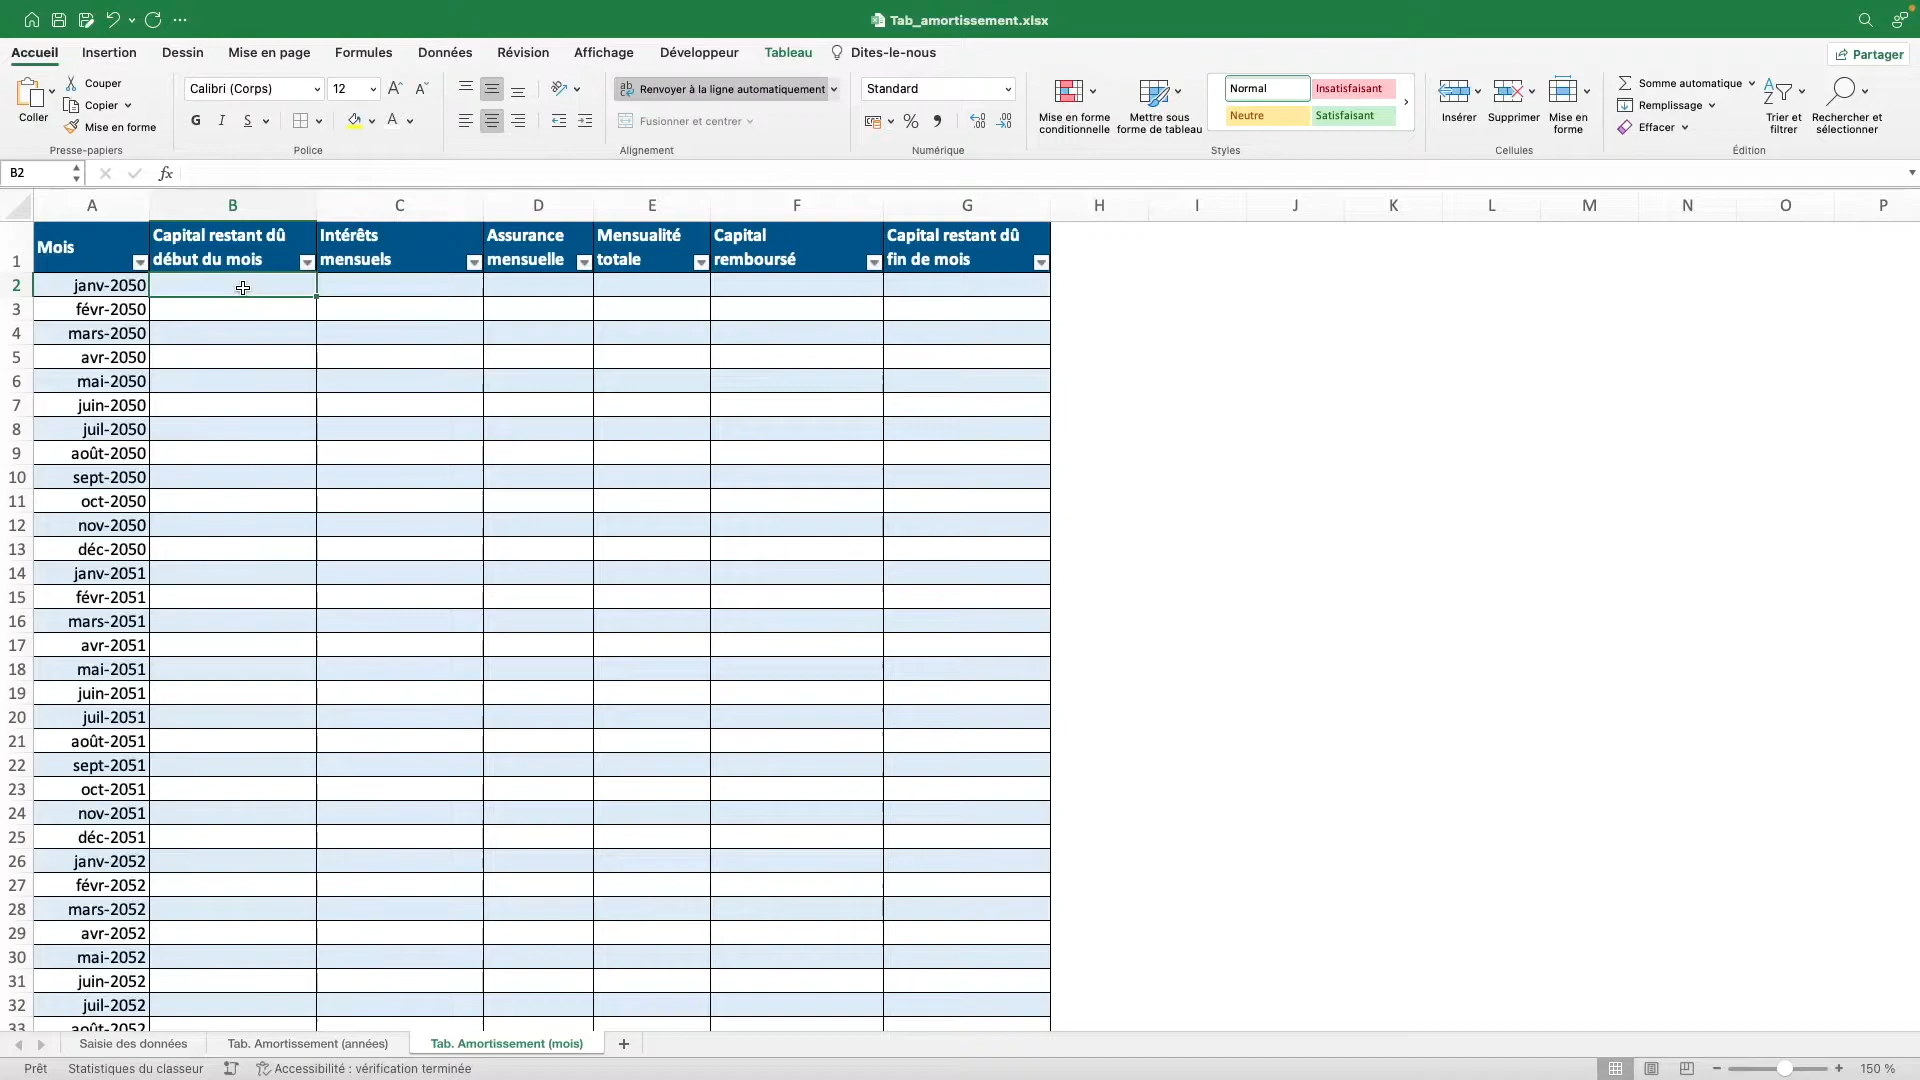 Tab_amortissement.xlsx
Accueil Insertion Dessin Mise en page Formules Données Révision Affichage Développeur Tableau Dites-le-nous Partager
Coller
Couper
Copier
Mise en forme
Presse-papiers
Calibri (Corps) 12
G I S
Police
Renvoyer à la ligne automatiquement
Fusionner et centrer
Alignement
Standard
Numérique
Mise en forme
conditionnelle
Mettre sous
forme de tableau
Normal Insatisfaisant
Neutre Satisfaisant
Styles
Insérer Supprimer Mise en
forme
Cellules
Somme automatique
Remplissage
Effacer
Trier et
filtrer
Rechercher et
sélectionner
Édition
B2 fx
A B C D E F G H I J K L M N O P
1 Mois Capital restant dû
début du mois Intérêts
mensuels Assurance
mensuelle Mensualité
totale Capital
remboursé Capital restant dû
fin de mois
2 janv-2050
3 févr-2050
4 mars-2050
5 avr-2050
6 mai-2050
7 juin-2050
8 juil-2050
9 août-2050
10 sept-2050
11 oct-2050
12 nov-2050
13 déc-2050
14 janv-2051
15 févr-2051
16 mars-2051
17 avr-2051
18 mai-2051
19 juin-2051
20 juil-2051
21 août-2051
22 sept-2051
23 oct-2051
24 nov-2051
25 déc-2051
26 janv-2052
27 févr-2052
28 mars-2052
29 avr-2052
30 mai-2052
31 juin-2052
32 juil-2052
33 août-2052
Saisie des données Tab. Amortissement (années) Tab. Amortissement (mois) +
Prêt Statistiques du classeur Accessibilité : vérification terminée 150 %